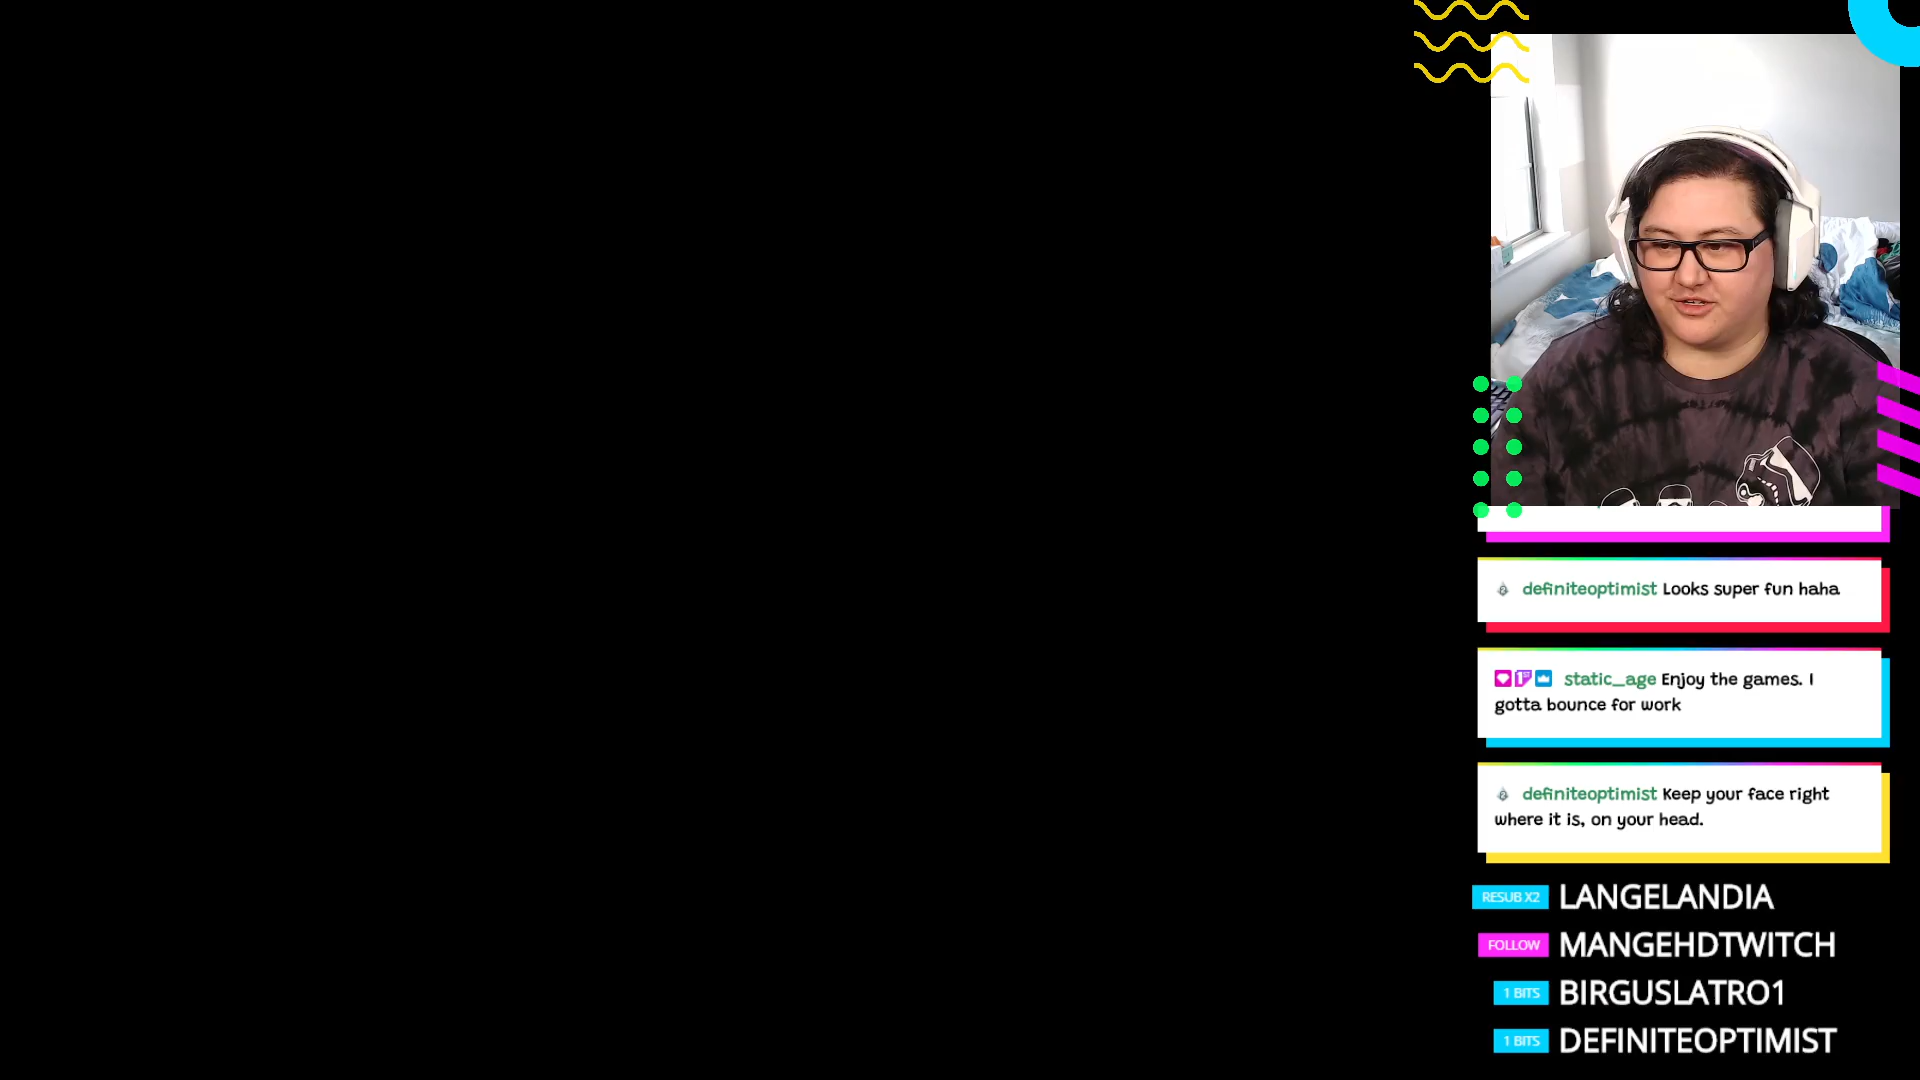 definiteoptimist Looks super fun haha
static_age Enjoy the games. I
gotta bounce for work
definiteoptimist Keep your face right
where it is, on your head.
RESUB X2 LANGELANDIA
FOLLOW MANGEHDTWITCH
1 BITS BIRGUSLATRO1
1 BITS DEFINITEOPTIMIST